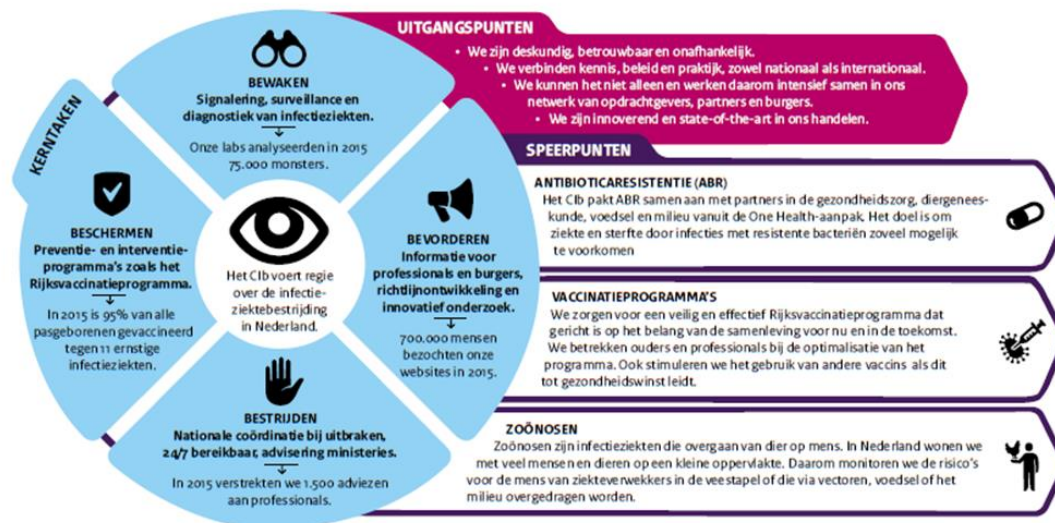 KERNTAKEN
BEWAKEN
Signalering, surveillance en
diagnostiek van infectieziekten.
Onze labs analyseerden in 2015
75.000 monsters.
BESCHERMEN
Preventie- en interventie-
programma's zoals het
Rijksvaccinatieprogramma.
In 2015 is 95% van alle
pasgeborenen gevaccineerd
tegen 11 ernstige
infectieziekten.
Het CIb voert regie
over de infectie-
ziektebestrijding
in Nederland.
BEVORDEREN
Informatie voor
professionals en burgers,
richtlijnontwikkeling en
innovatief onderzoek.
700.000 mensen
bezochten onze
websites in 2015.
BESTRIJDEN
Nationale coördinatie bij uitbraken,
24/7 bereikbaar, advisering ministeries.
In 2015 verstrekten we 1.500 adviezen
aan professionals.
UITGANGSPUNTEN
• We zijn deskundig, betrouwbaar en onafhankelijk.
• We verbinden kennis, beleid en praktijk, zowel nationaal als internationaal.
• We kunnen het niet alleen en werken daarom intensief samen in ons
netwerk van opdrachtgevers, partners en burgers.
• We zijn innoverend en state-of-the-art in ons handelen.
SPEERPUNTEN
ANTIBIOTICARESISTENTIE (ABR)
Het CIb pakt ABR samen aan met partners in de gezondheidszorg, diergenees-
kunde, voedsel en milieu vanuit de One Health-aanpak. Het doel is om
ziekte en sterfte door infecties met resistente bacteriën zoveel mogelijk
te voorkomen
VACCINATIEPROGRAMMA'S
We zorgen voor een veilig en effectief Rijksvaccinatieprogramma dat
gericht is op het belang van de samenleving voor nu en in de toekomst.
We betrekken ouders en professionals bij de optimalisatie van het
programma. Ook stimuleren we het gebruik van andere vaccins als dit
tot gezondheidswinst leidt.
ZOÖNOSEN
Zoönosen zijn infectieziekten die overgaan van dier op mens. In Nederland wonen we
met veel mensen en dieren op een kleine oppervlakte. Daarom monitoren we de risico's
voor de mens van ziekteverwekkers in de veestapel of die via vectoren, voedsel of het
milieu overgedragen worden.